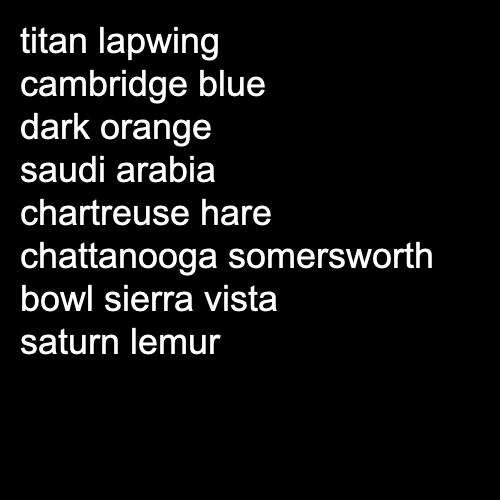 titan lapwing
cambridge blue
dark orange
saudi arabia
chartreuse hare
chattanooga somersworth
bowl sierra vista
saturn lemur